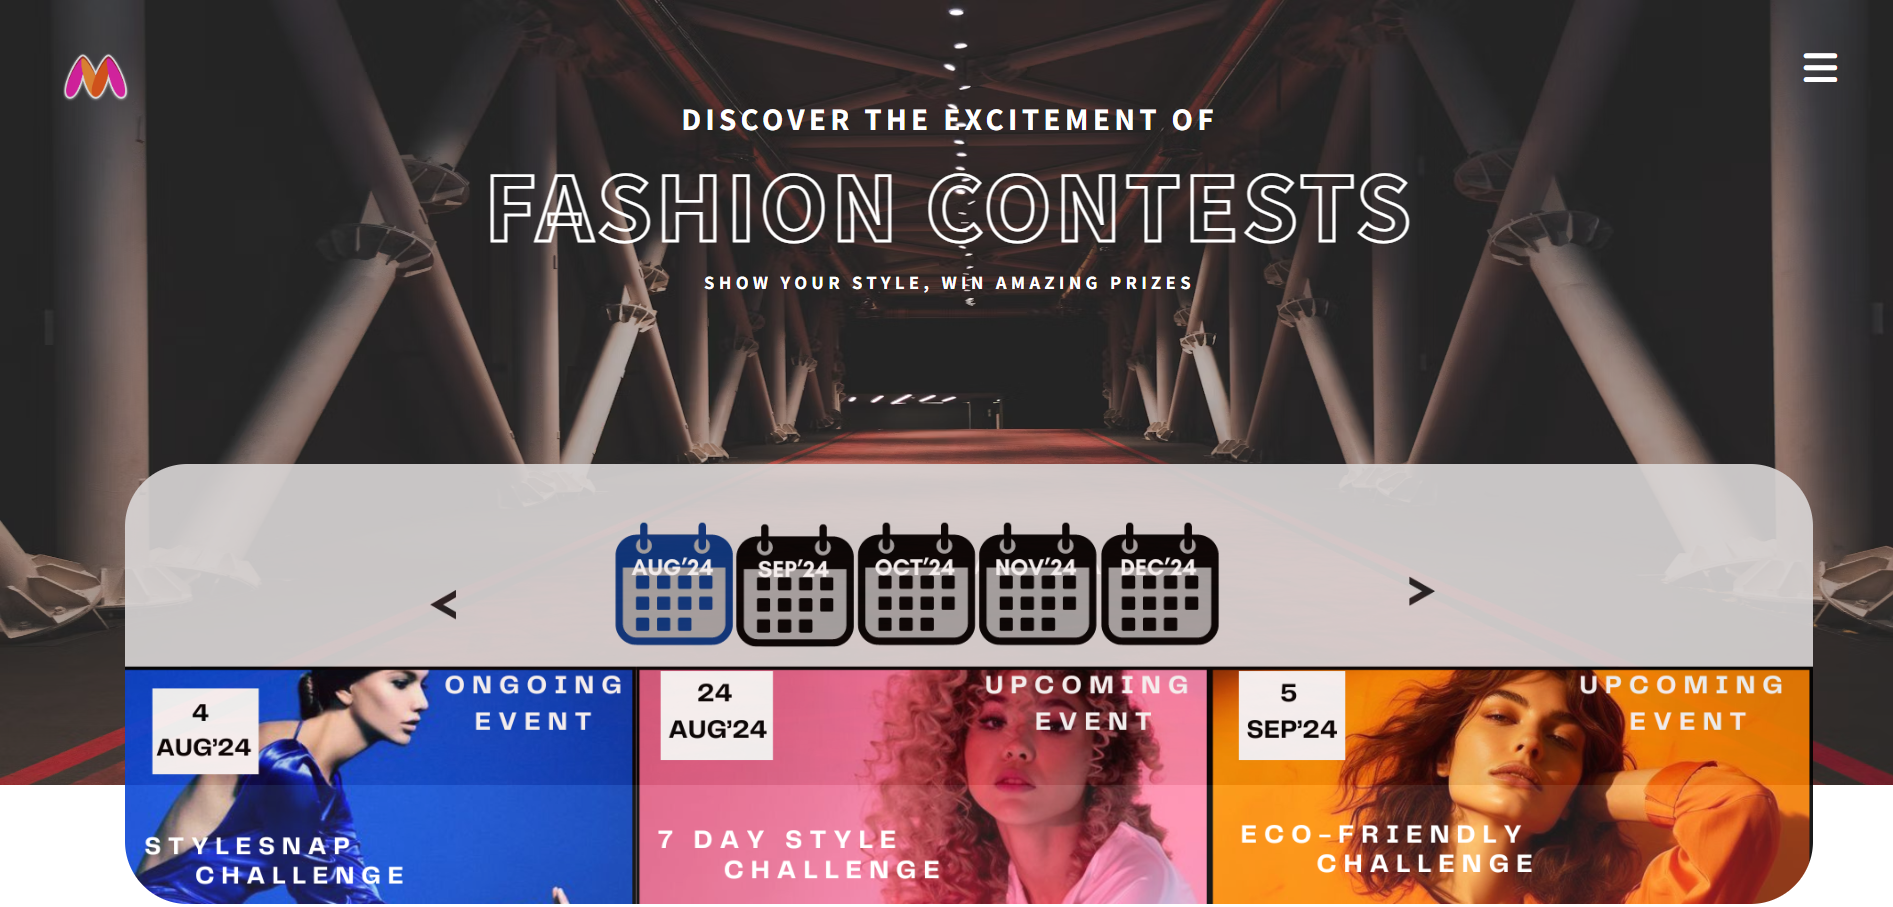 DISCOVER THE EXCITEMENT OF
FASHION CONTESTS
SHOW YOUR STYLE, WIN AMAZING PRIZES
<
AUG'24
SEP'24
OCT'24
NOV'24
DEC'24
>
4
AUG'24
ONGOING
EVENT
STYLESNAP
CHALLENGE
24
AUG'24
UPCOMING
EVENT
7 DAY STYLE
CHALLENGE
5
SEP'24
UPCOMING
EVENT
ECO-FRIENDLY
CHALLENGE